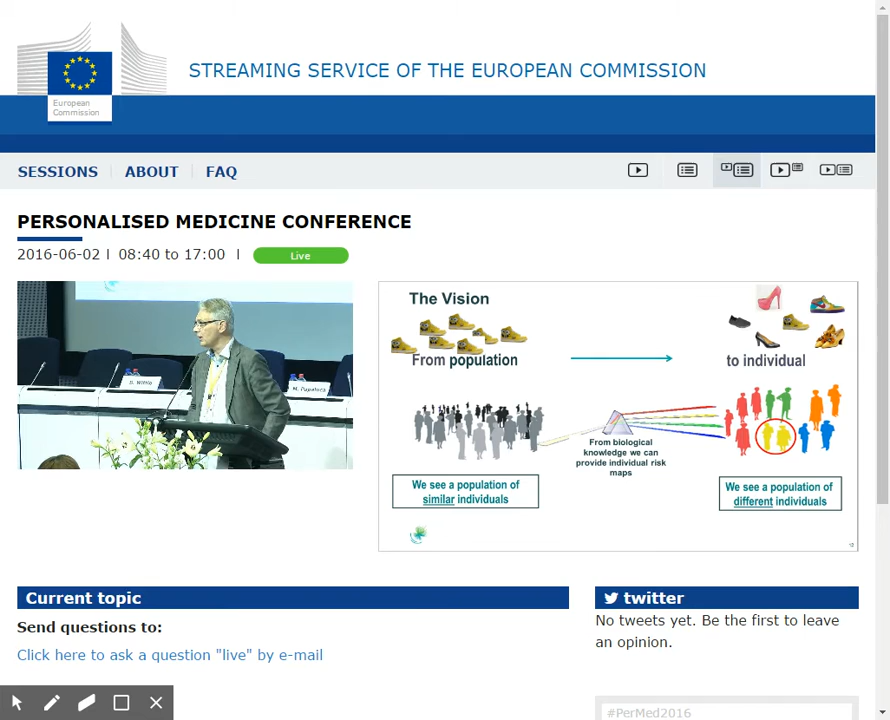 European
Commission
STREAMING SERVICE OF THE EUROPEAN COMMISSION
SESSIONS
ABOUT
FAQ
PERSONALISED MEDICINE CONFERENCE
2016-06-02 | 08:40 to 17:00 |
Live
The Vision
From population
to individual
From biological
knowledge we can
provide individual risk
maps
We see a population of
similar individuals
We see a population of
different individuals
Current topic
Send questions to:
Click here to ask a question "live" by e-mail
twitter
No tweets yet. Be the first to leave
an opinion.
#PerMed2016